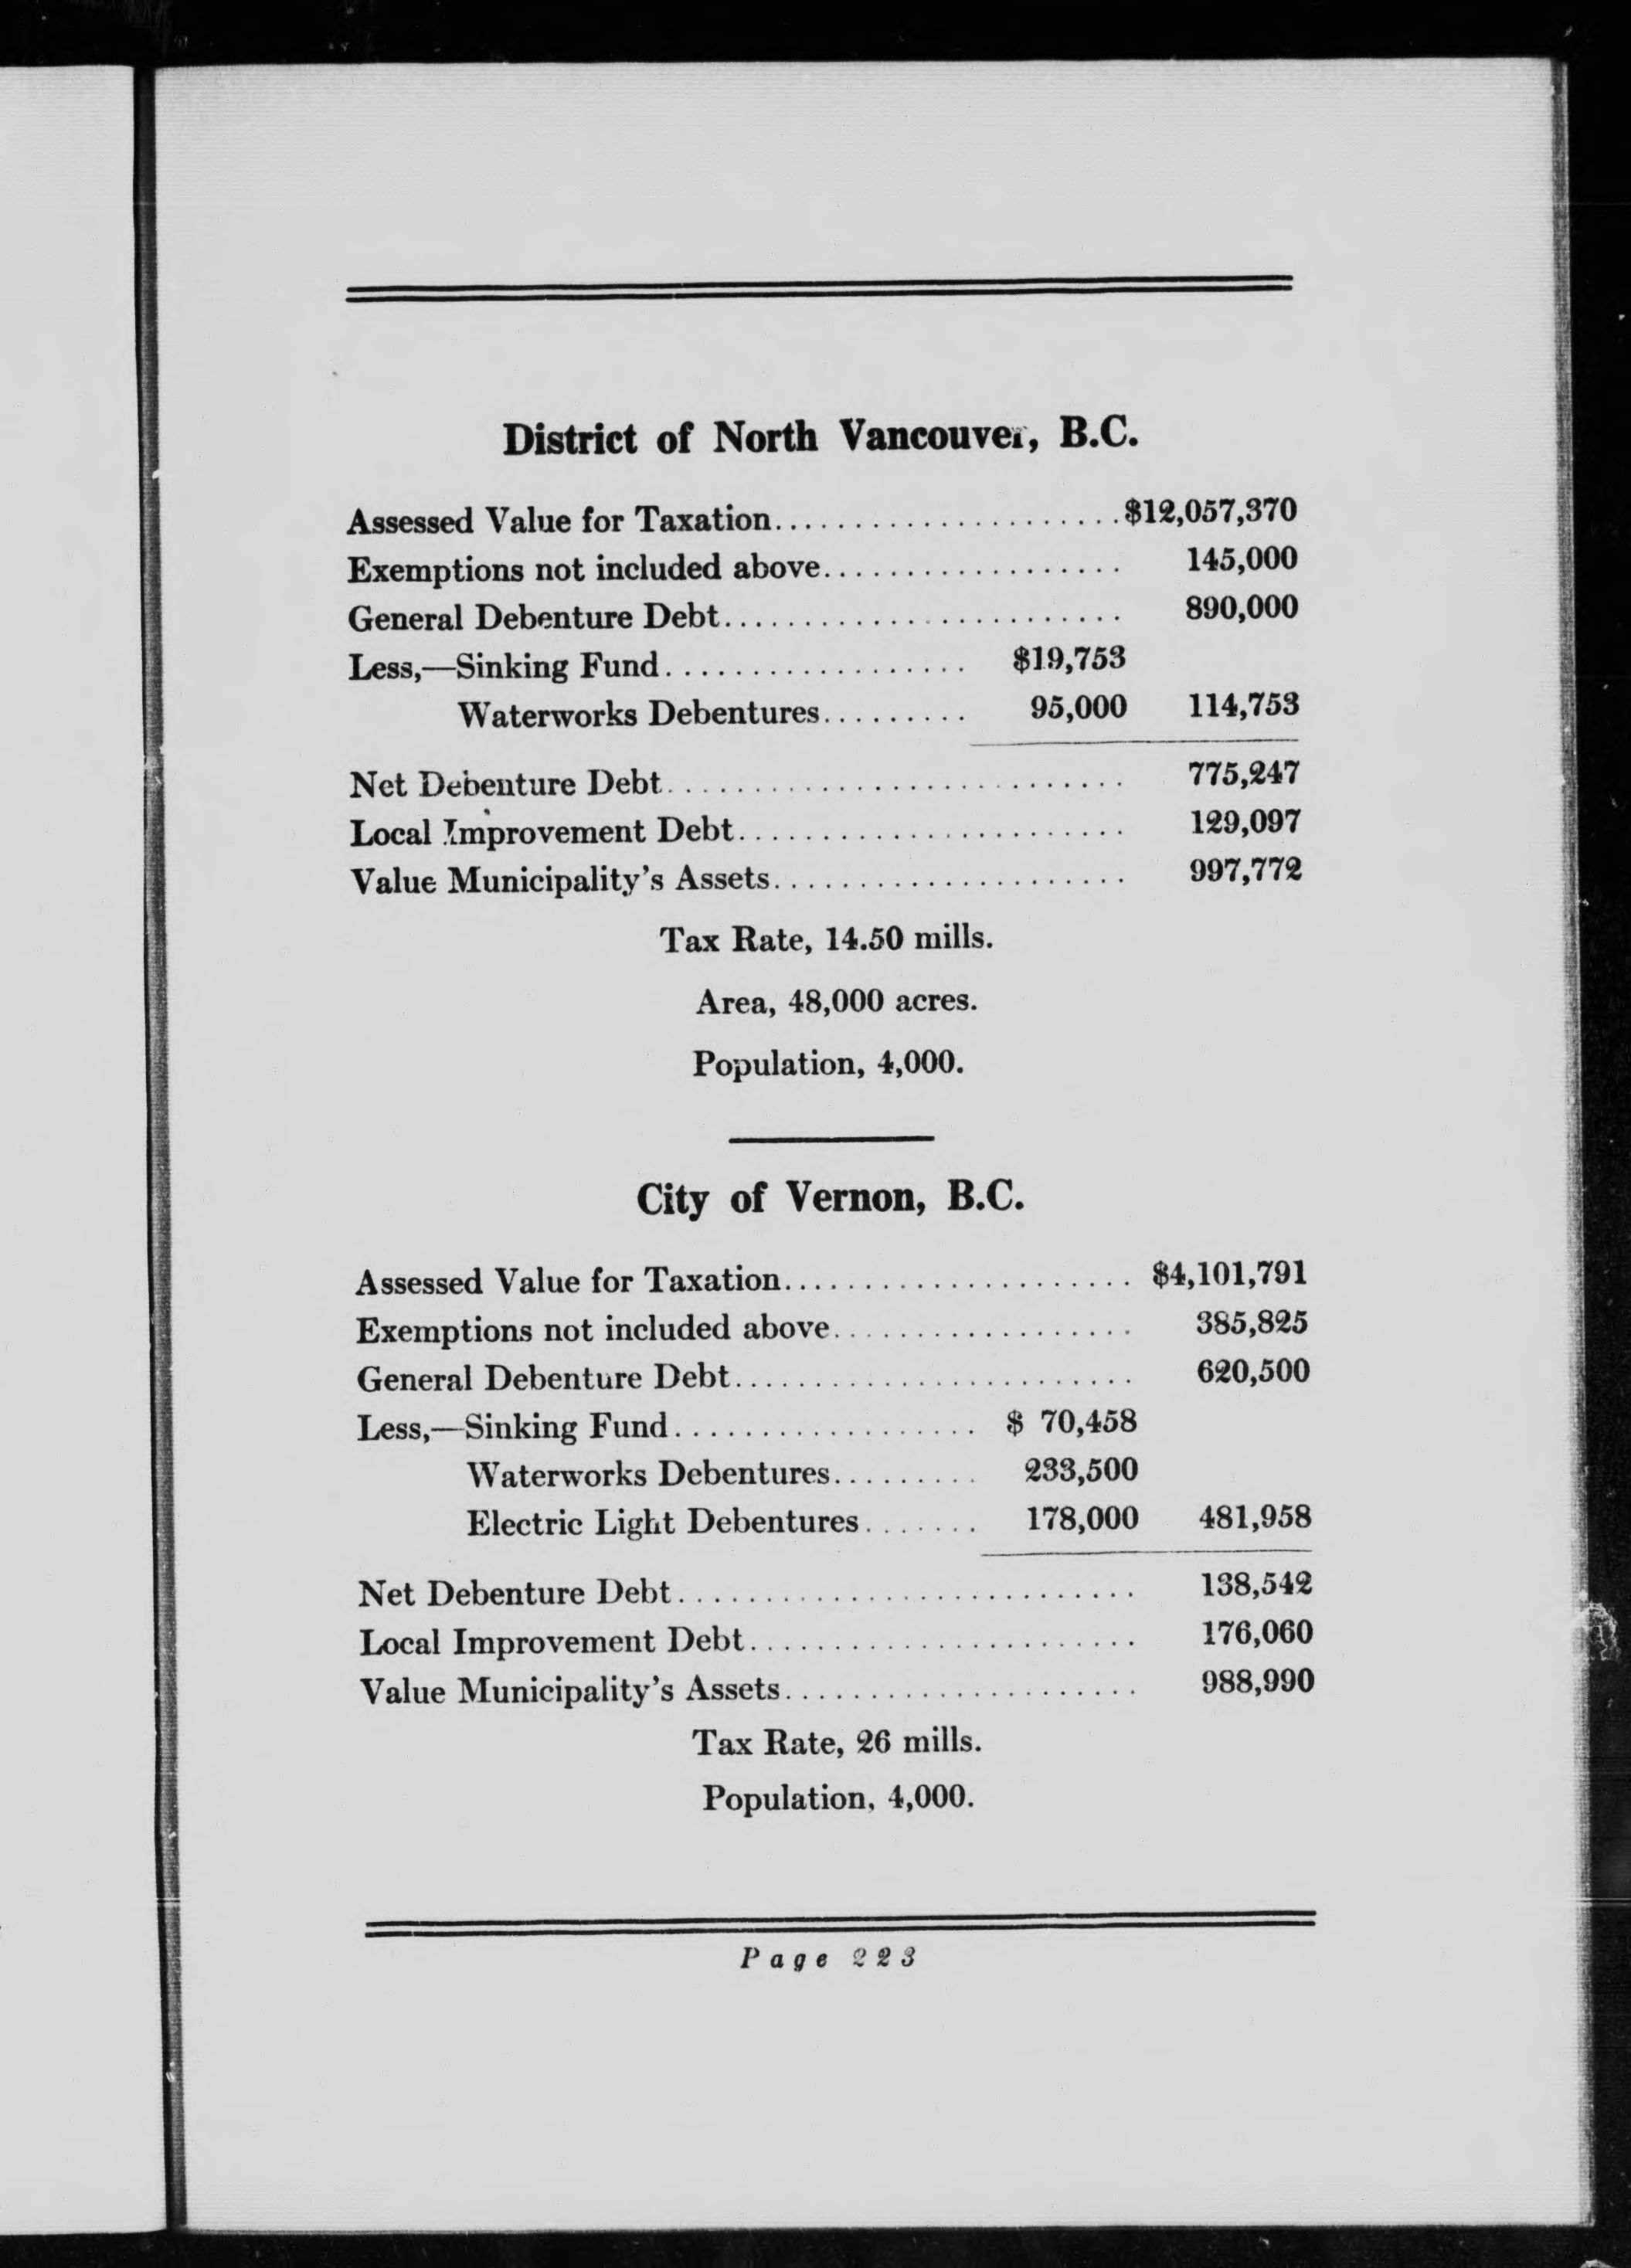 District of North Vancouver, B.C.
Assessed Value for Taxation...................... $12,057,370
Exemptions not included above................... 145,000
General Debenture Debt......................... 890,000
Less,—Sinking Fund................... $19,753
Waterworks Debentures.......... 95,000 114,753
Net Debenture Debt............................. 775,247
Local Improvement Debt......................... 129,097
Value Municipality's Assets...................... 997,772
Tax Rate, 14.50 mills.
Area, 48,000 acres.
Population, 4,000.
City of Vernon, B.C.
Assessed Value for Taxation...................... $4,101,791
Exemptions not included above................... 385,825
General Debenture Debt......................... 620,500
Less,—Sinking Fund................... $ 70,458
Waterworks Debentures.......... 233,500
Electric Light Debentures....... 178,000 481,958
Net Debenture Debt............................. 138,542
Local Improvement Debt......................... 176,060
Value Municipality's Assets...................... 988,990
Tax Rate, 26 mills.
Population, 4,000.
Page 223